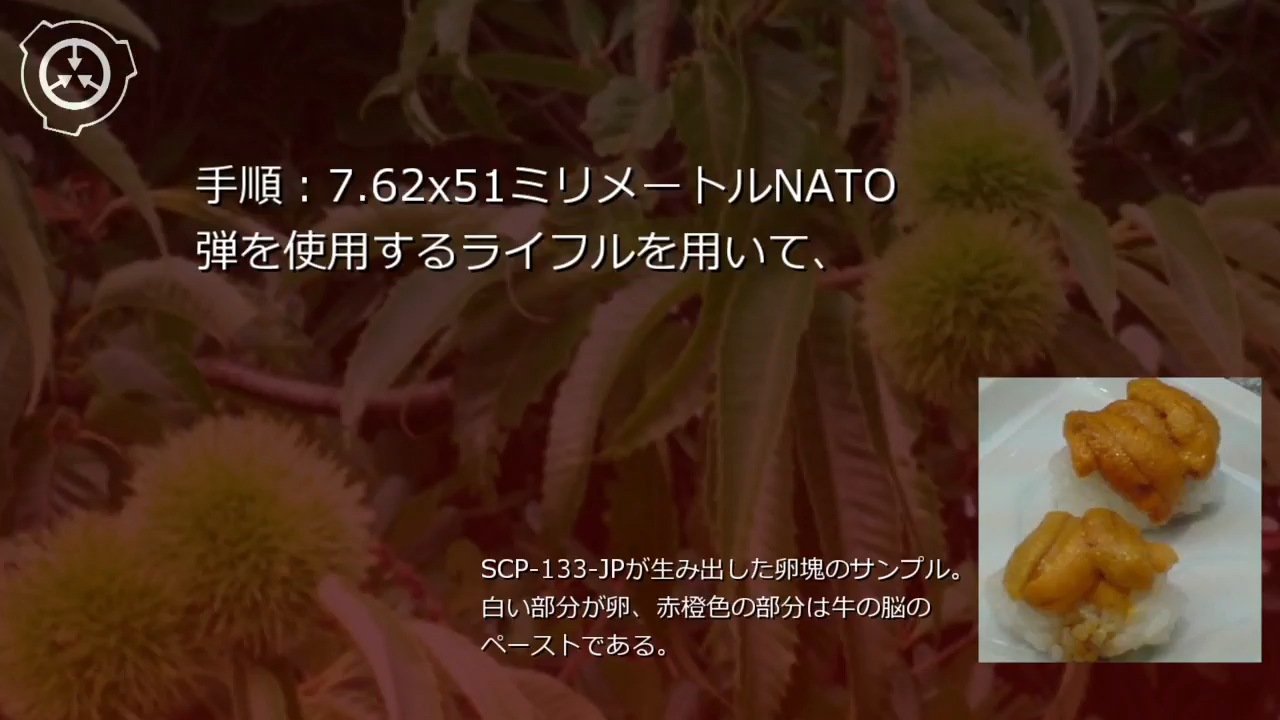 手順：7.62x51ミリメートルNATO
弾を使用するライフルを用いて、
SCP-133-JPが生み出した卵塊のサンプル。
白い部分が卵、赤橙色の部分は牛の脳の
ペーストである。